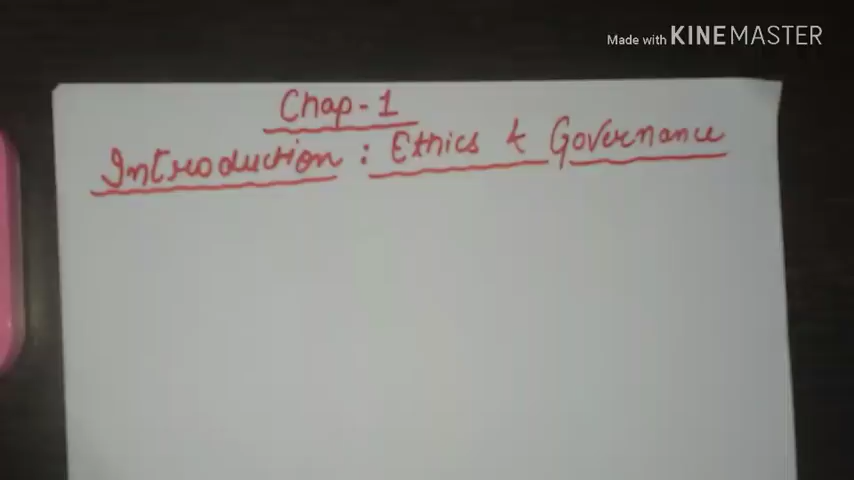 Made with KINEMASTER
Chap-1
Introduction : Ethics & Governance